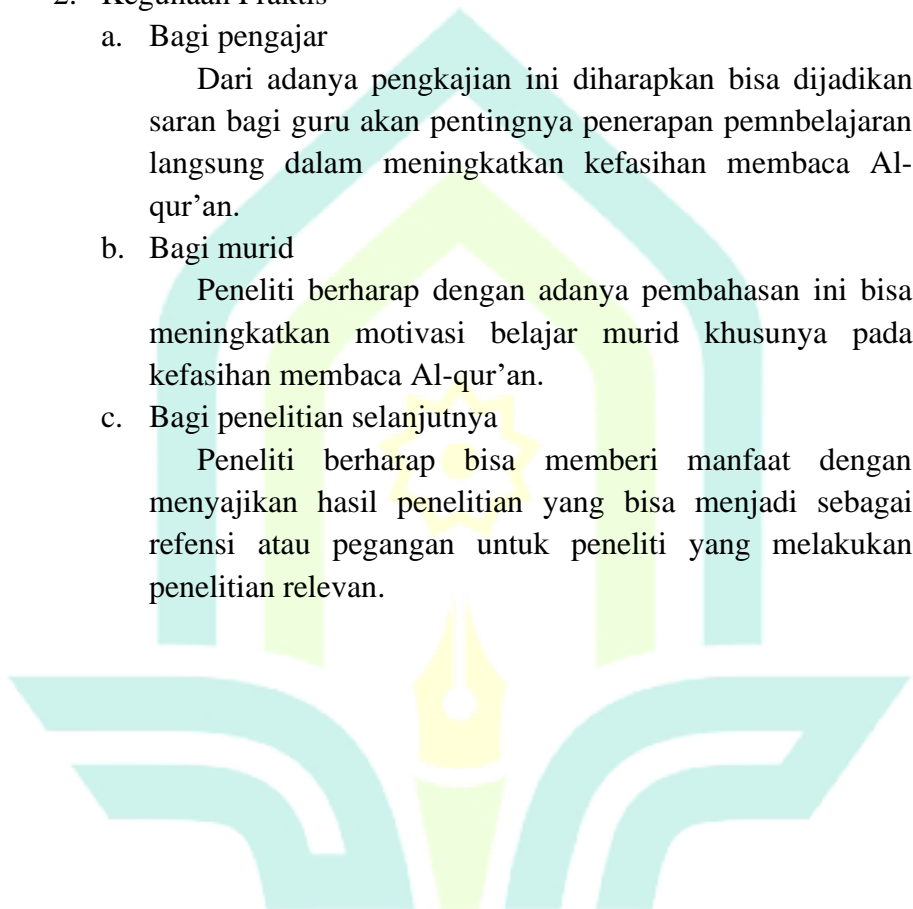 2. Kegunaan Praktis
a. Bagi pengajar
Dari adanya pengkajian ini diharapkan bisa dijadikan
saran bagi guru akan pentingnya penerapan pemnbelajaran
langsung dalam meningkatkan kefasihan membaca Al-
qur’an.
b. Bagi murid
Peneliti berharap dengan adanya pembahasan ini bisa
meningkatkan motivasi belajar murid khusunya pada
kefasihan membaca Al-qur’an.
c. Bagi penelitian selanjutnya
Peneliti berharap bisa memberi manfaat dengan
menyajikan hasil penelitian yang bisa menjadi sebagai
refensi atau pegangan untuk peneliti yang melakukan
penelitian relevan.